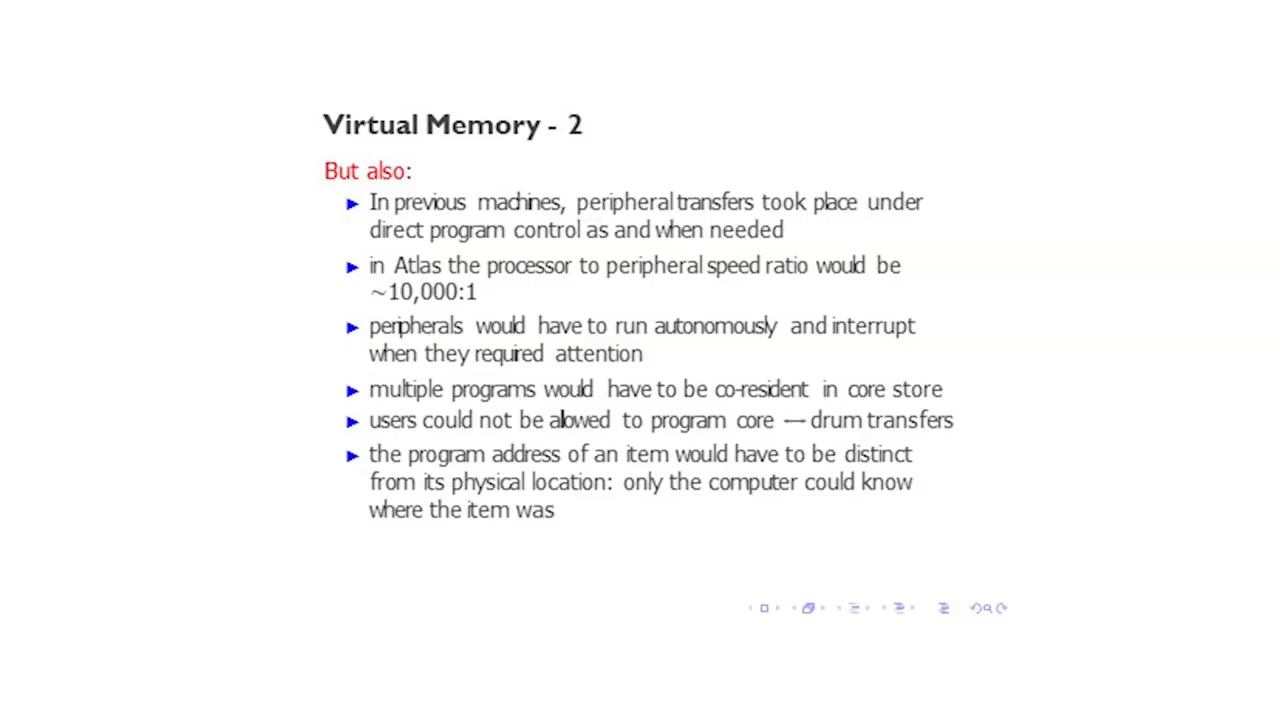 Virtual Memory - 2
But also:
► In previous machines, peripheral transfers took place under
direct program control as and when needed
► in Atlas the processor to peripheral speed ratio would be
~10,000:1
► peripherals would have to run autonomously and interrupt
when they required attention
► multiple programs would have to be co-resident in core store
► users could not be allowed to program core ↔ drum transfers
► the program address of an item would have to be distinct
from its physical location: only the computer could know
where the item was